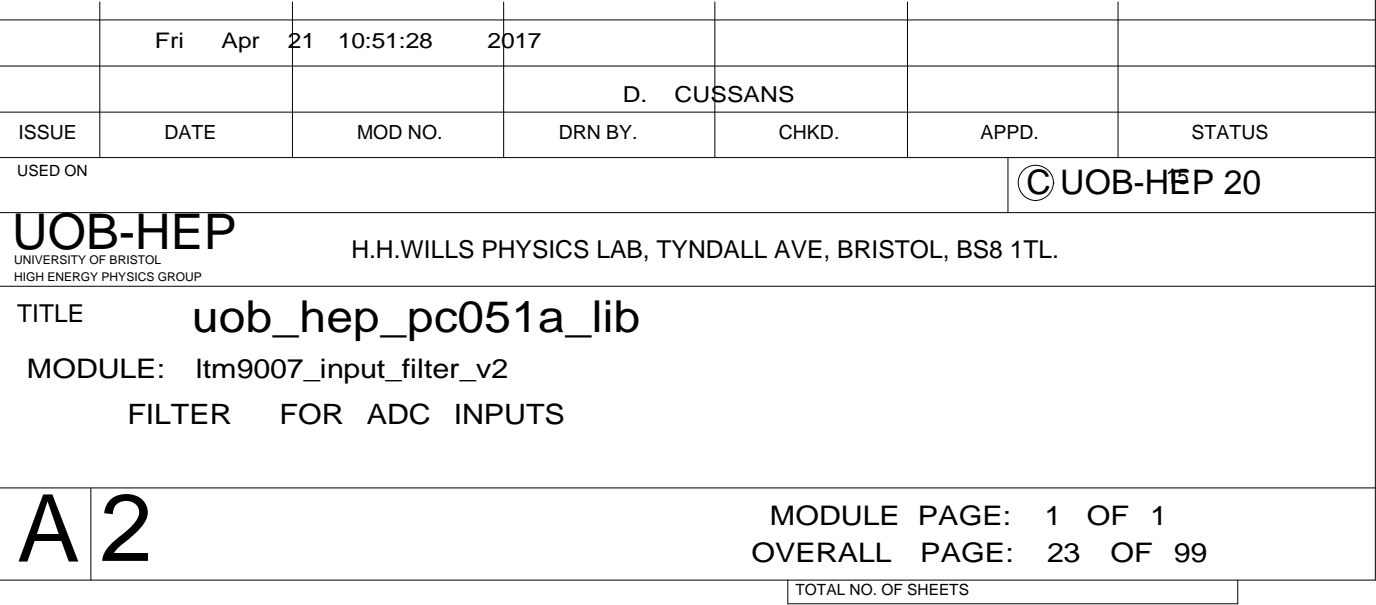 Fri Apr 21 10:51:28 2017
D. CUSSANS
ISSUE DATE MOD NO. DRN BY. CHKD. APPD. STATUS
USED ON
© UOB-HEP 20 15
UOB-HEP
UNIVERSITY OF BRISTOL
HIGH ENERGY PHYSICS GROUP
H.H.WILLS PHYSICS LAB, TYNDALL AVE, BRISTOL, BS8 1TL.
TITLE uob_hep_pc051a_lib
MODULE: ltm9007_input_filter_v2
FILTER FOR ADC INPUTS
A 2
MODULE PAGE: 1 OF 1
OVERALL PAGE: 23 OF 99
TOTAL NO. OF SHEETS